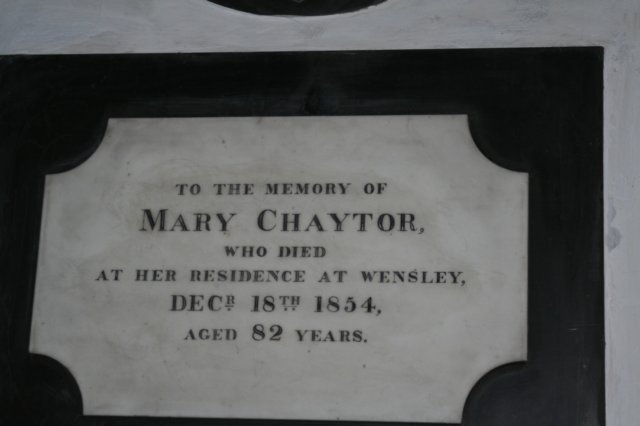 TO THE MEMORY OF
MARY CHAYTOR,
WHO DIED
AT HER RESIDENCE AT WENSLEY,
DECR 18TH 1854,
AGED 82 YEARS.